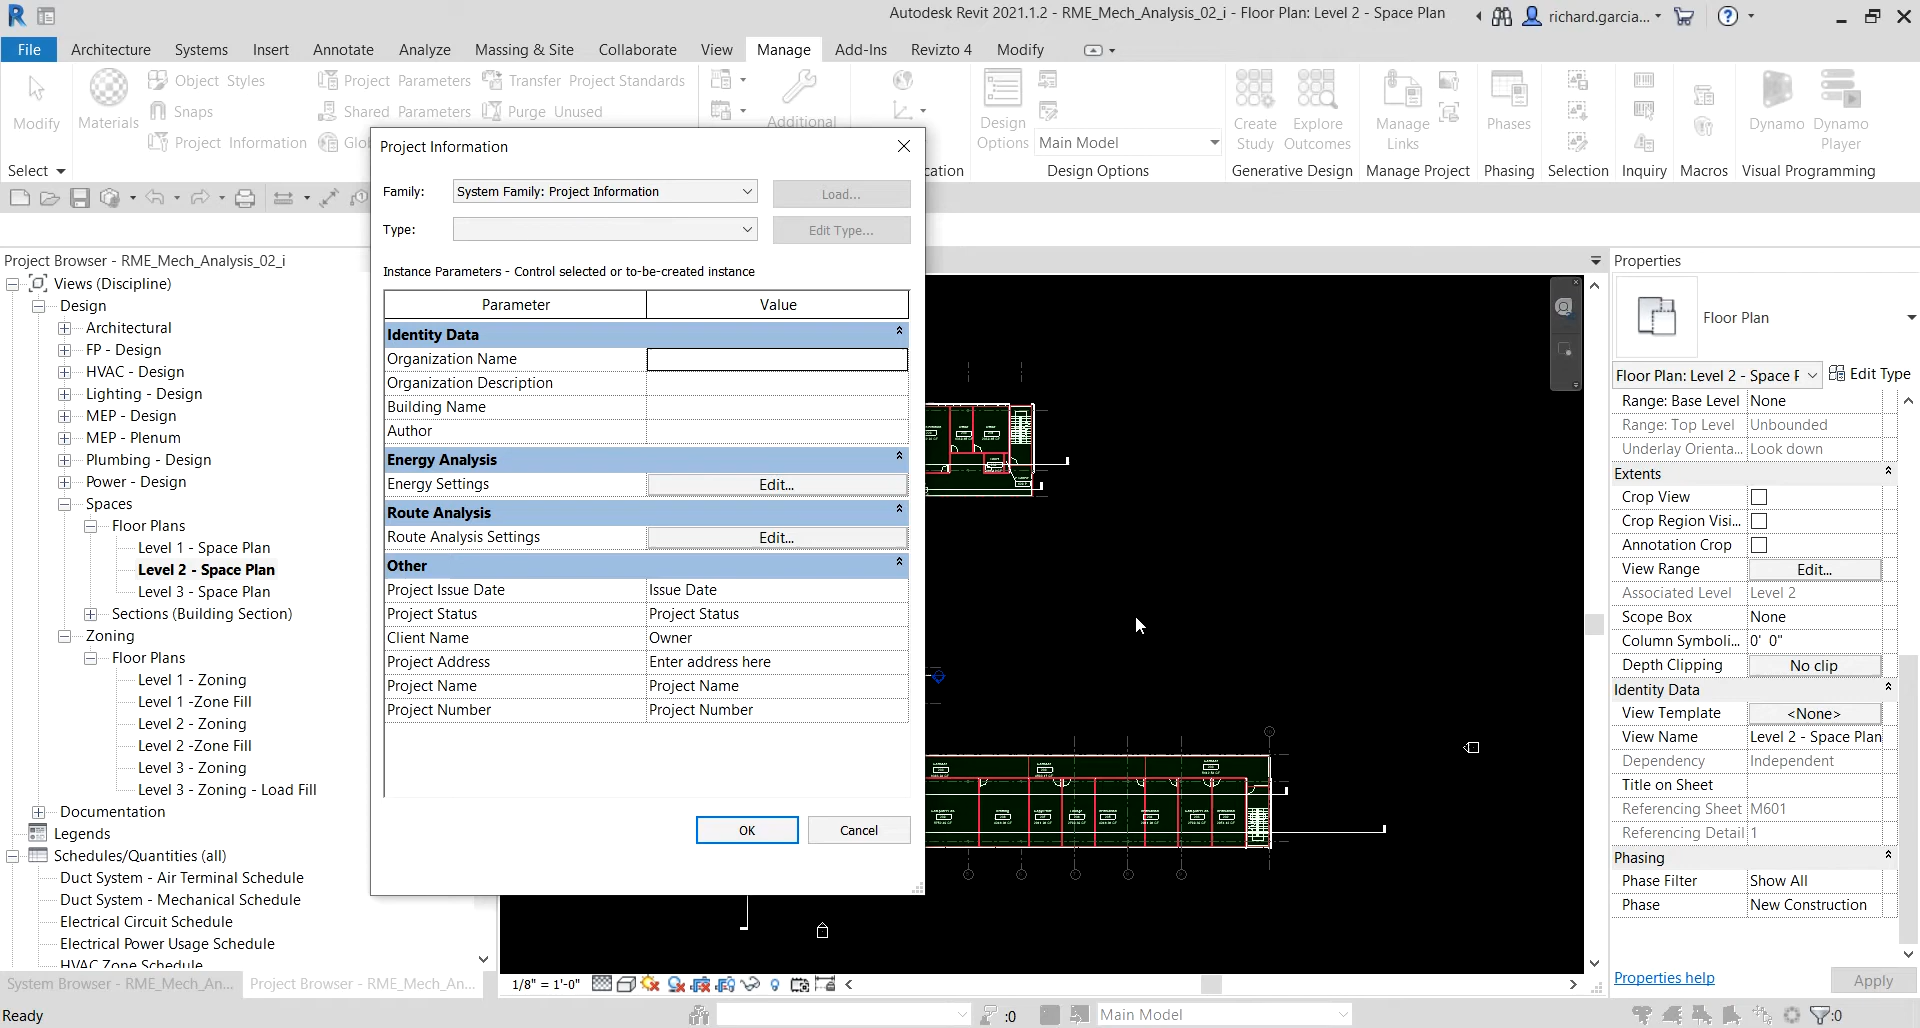 Autodesk Revit 2021.1.2 - RME_Mech_Analysis_02_i - Floor Plan: Level 2 - Space Plan
richard.garcia...
File Architecture Systems Insert Annotate Analyze Massing & Site Collaborate View Manage Add-Ins Revizto 4 Modify
Modify
Materials
Object Styles
Snaps
Project Information
Project Parameters
Shared Parameters
Transfer Project Standards
Purge Unused
Additional
Design
Options
Main Model
Create
Study
Explore
Outcomes
Manage
Links
Phases
Dynamo
Dynamo
Player
Select
Design Options
Generative Design
Manage Project
Phasing
Selection
Inquiry
Macros
Visual Programming
Project Information
Family:
System Family: Project Information
Load...
Type:
Edit Type...
Instance Parameters - Control selected or to-be-created instance
Parameter Value
Identity Data
Organization Name
Organization Description
Building Name
Author
Energy Analysis
Energy Settings Edit...
Route Analysis
Route Analysis Settings Edit...
Other
Project Issue Date Issue Date
Project Status Project Status
Client Name Owner
Project Address Enter address here
Project Name Project Name
Project Number Project Number
OK Cancel
Project Browser - RME_Mech_Analysis_02_i
Views (Discipline)
Design
Architectural
FP - Design
HVAC - Design
Lighting - Design
MEP - Design
MEP - Plenum
Plumbing - Design
Power - Design
Spaces
Floor Plans
Level 1 - Space Plan
Level 2 - Space Plan
Level 3 - Space Plan
Sections (Building Section)
Zoning
Floor Plans
Level 1 - Zoning
Level 1 -Zone Fill
Level 2 - Zoning
Level 2 -Zone Fill
Level 3 - Zoning
Level 3 - Zoning - Load Fill
Documentation
Legends
Schedules/Quantities (all)
Duct System - Air Terminal Schedule
Duct System - Mechanical Schedule
Electrical Circuit Schedule
Electrical Power Usage Schedule
HVAC Zone Schedule
System Browser - RME_Mech_An...
Project Browser - RME_Mech_An...
Properties
Floor Plan
Floor Plan: Level 2 - Space F
Edit Type
Range: Base Level None
Range: Top Level Unbounded
Underlay Orienta... Look down
Extents
Crop View
Crop Region Visi...
Annotation Crop
View Range Edit...
Associated Level Level 2
Scope Box None
Column Symboli... 0' 0"
Depth Clipping No clip
Identity Data
View Template <None>
View Name Level 2 - Space Plan
Dependency Independent
Title on Sheet
Referencing Sheet M601
Referencing Detail 1
Phasing
Phase Filter Show All
Phase New Construction
Properties help
Apply
1/8" = 1'-0"
Ready
:0
Main Model
:0